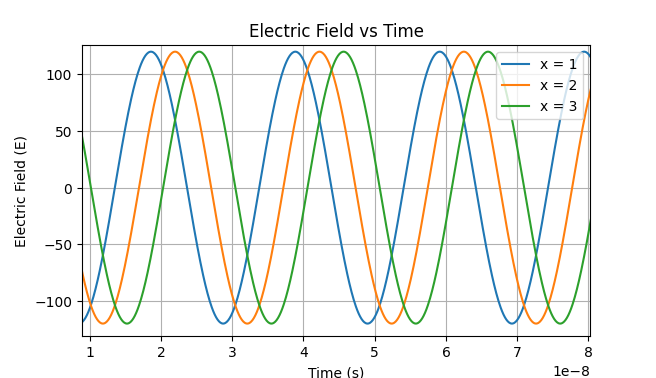 Electric Field vs Time
Electric Field (E)
100
50
0
−50
−100
x = 1
x = 2
x = 3
1 2 3 4 5 6 7 8
1e−8
Time (s)